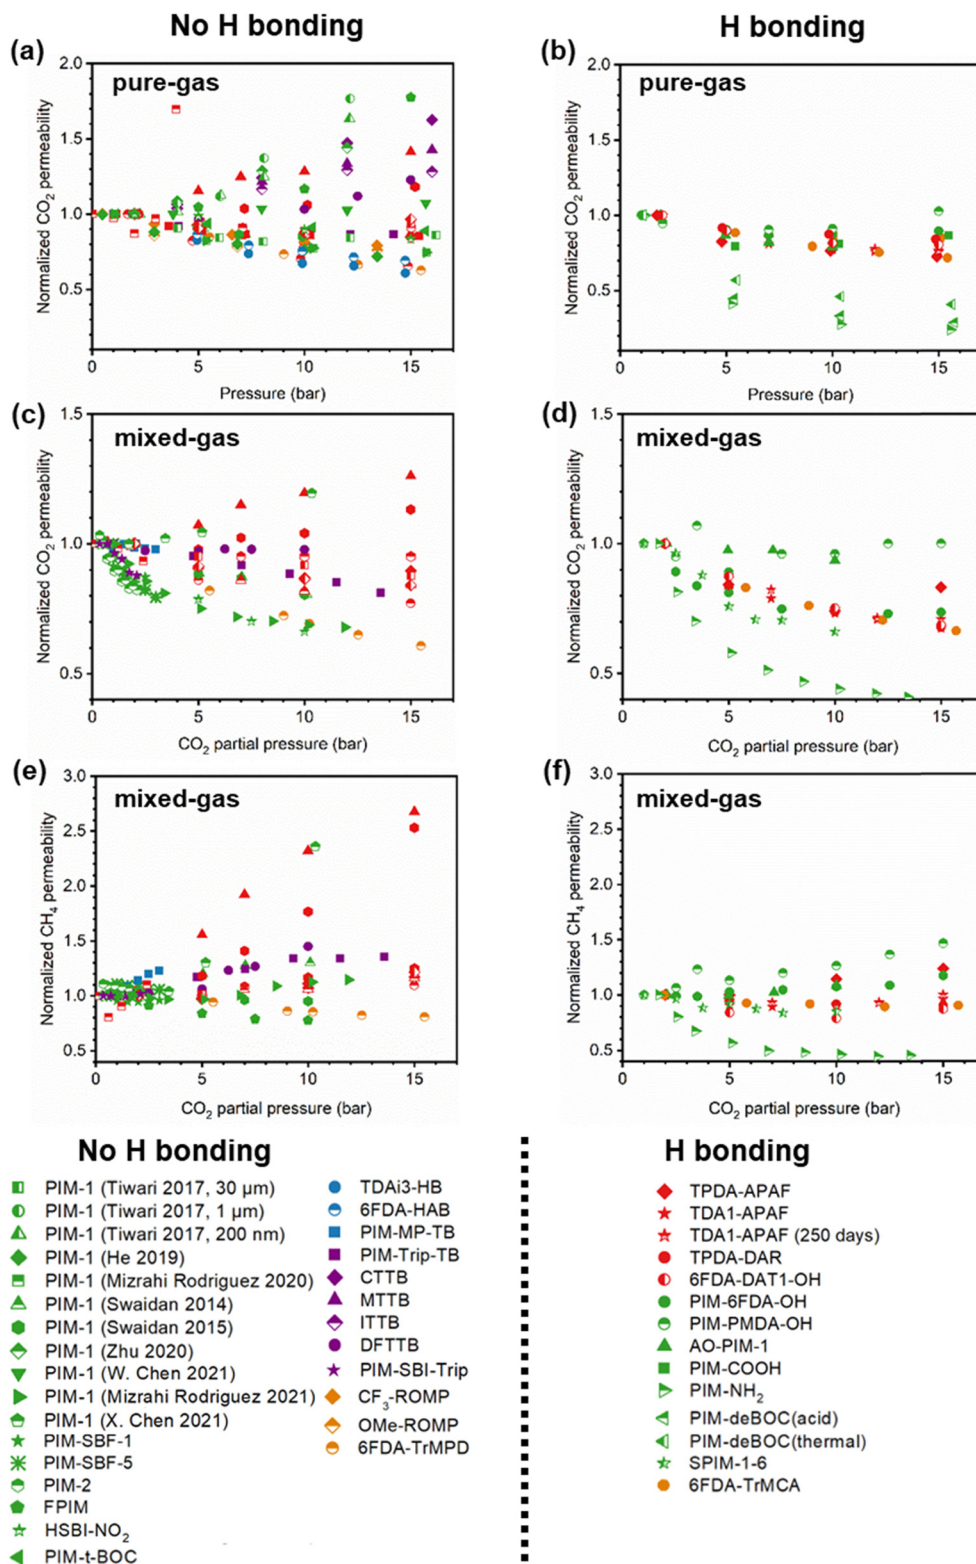 No H bonding
H bonding
(a)
pure-gas
2.0
1.5
1.0
0.5
0
5
10
15
Normalized CO2 permeability
Pressure (bar)
(b)
pure-gas
2.0
1.5
1.0
0.5
0
5
10
15
Normalized CO2 permeability
Pressure (bar)
(c)
mixed-gas
1.5
1.0
0.5
0
5
10
15
Normalized CO2 permeability
CO2 partial pressure (bar)
(d)
mixed-gas
1.5
1.0
0.5
0
5
10
15
Normalized CO2 permeability
CO2 partial pressure (bar)
(e)
mixed-gas
3.0
2.5
2.0
1.5
1.0
0.5
0
5
10
15
Normalized CH4 permeability
CO2 partial pressure (bar)
(f)
mixed-gas
3.0
2.5
2.0
1.5
1.0
0.5
0
5
10
15
Normalized CH4 permeability
CO2 partial pressure (bar)
No H bonding
PIM-1 (Tiwari 2017, 30 µm)
PIM-1 (Tiwari 2017, 1 µm)
PIM-1 (Tiwari 2017, 200 nm)
PIM-1 (He 2019)
PIM-1 (Mizrahi Rodriguez 2020)
PIM-1 (Swaidan 2014)
PIM-1 (Swaidan 2015)
PIM-1 (Zhu 2020)
PIM-1 (W. Chen 2021)
PIM-1 (Mizrahi Rodriguez 2021)
PIM-1 (X. Chen 2021)
PIM-SBF-1
PIM-SBF-5
PIM-2
FPIM
HSBI-NO2
PIM-t-BOC
TDAi3-HB
6FDA-HAB
PIM-MP-TB
PIM-Trip-TB
CTTB
MTTB
ITTB
DFTTB
PIM-SBI-Trip
CF3-ROMP
OMe-ROMP
6FDA-TrMPD
H bonding
TPDA-APAF
TDA1-APAF
TDA1-APAF (250 days)
TPDA-DAR
6FDA-DAT1-OH
PIM-6FDA-OH
PIM-PMDA-OH
AO-PIM-1
PIM-COOH
PIM-NH2
PIM-deBOC(acid)
PIM-deBOC(thermal)
SPIM-1-6
6FDA-TrMCA